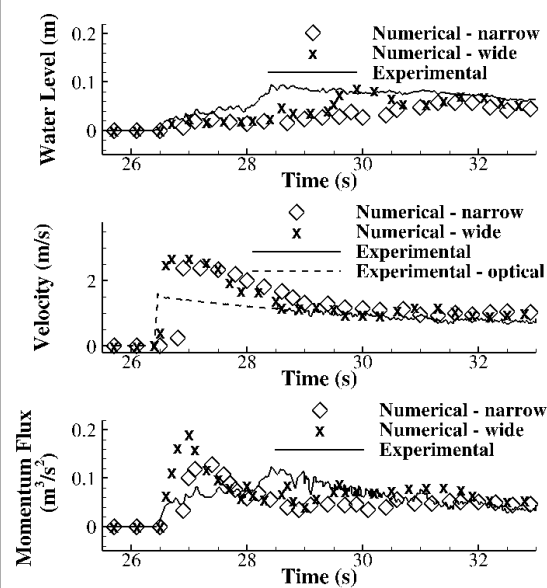 Water Level (m)
0.2
0.1
0
Numerical - narrow
Numerical - wide
Experimental
26 28 30 32
Time (s)
Velocity (m/s)
2
0
Numerical - narrow
Numerical - wide
Experimental
Experimental - optical
26 28 30 32
Time (s)
Momentum Flux
(m³/s²)
0.2
0.1
0
Numerical - narrow
Numerical - wide
Experimental
26 28 30 32
Time (s)